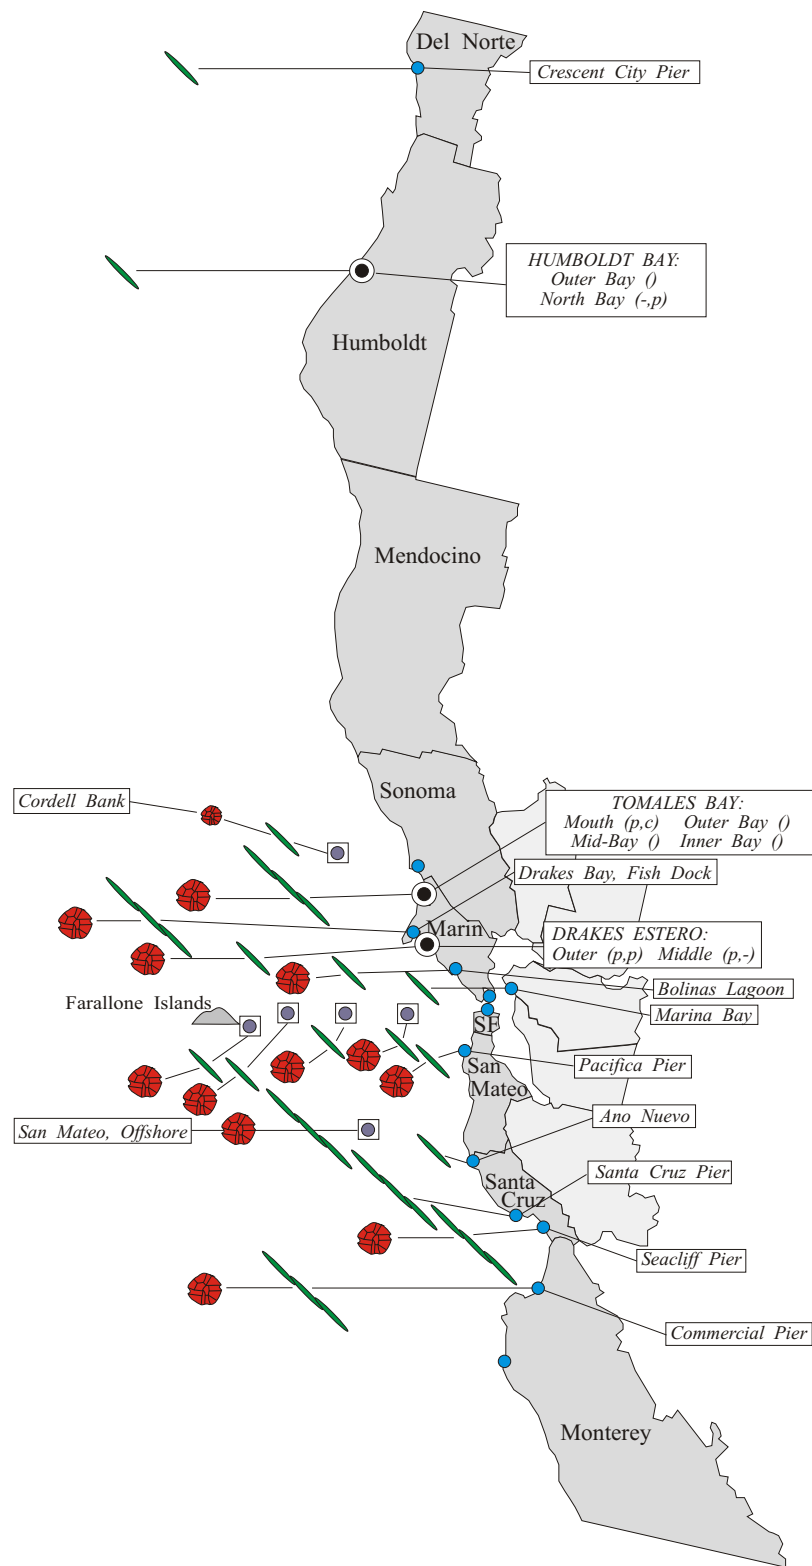 Del Norte
Crescent City Pier
HUMBOLDT BAY:
Outer Bay ()
North Bay (-,p)
Humboldt
Mendocino
Sonoma
Cordell Bank
TOMALES BAY:
Mouth (p,c) Outer Bay ()
Mid-Bay () Inner Bay ()
Drakes Bay, Fish Dock
Marin
DRAKES ESTERO:
Outer (p,p) Middle (p,-)
Bolinas Lagoon
Farallone Islands
Marina Bay
SF
San
Mateo
Pacifica Pier
Ano Nuevo
San Mateo, Offshore
Santa
Cruz
Santa Cruz Pier
Seacliff Pier
Commercial Pier
Monterey